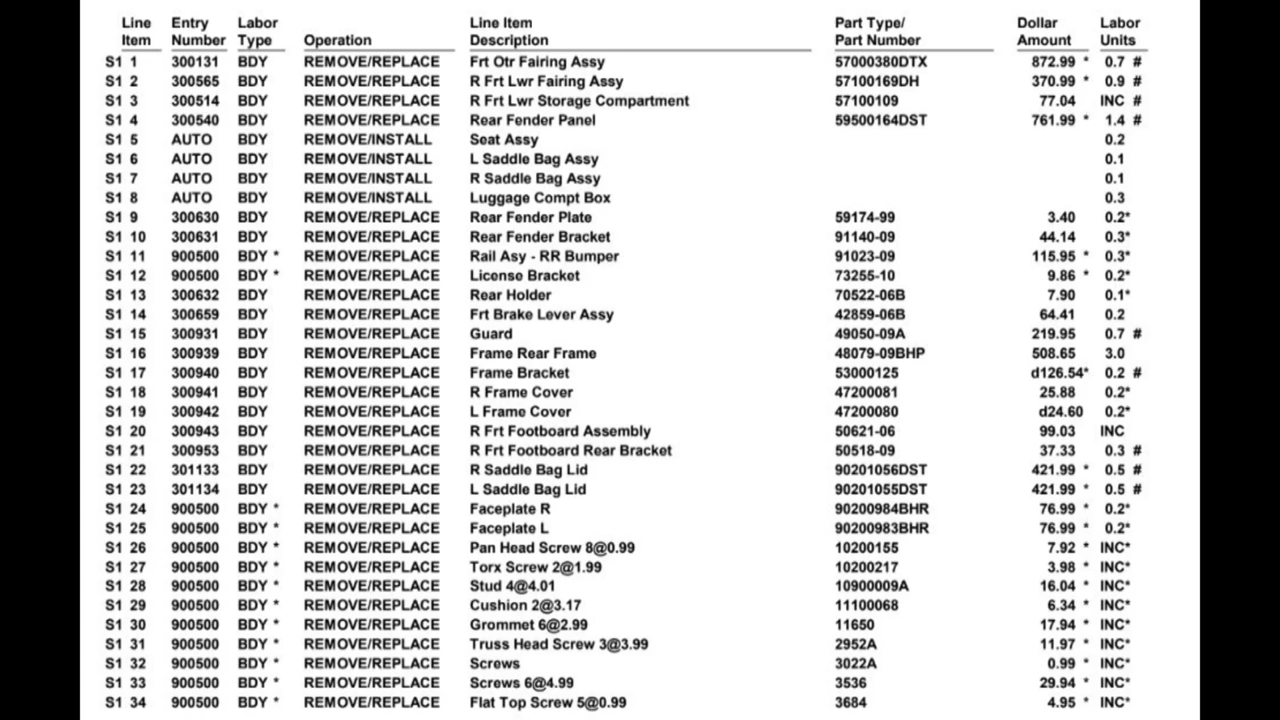 Line Entry Labor Line Item Part Type/ Dollar Labor
Item Number Type Operation Description Part Number Amount Units
S1 1 300131 BDY REMOVE/REPLACE Frt Otr Fairing Assy 57000380DTX 872.99 * 0.7 #
S1 2 300565 BDY REMOVE/REPLACE R Frt Lwr Fairing Assy 57100169DH 370.99 * 0.9 #
S1 3 300514 BDY REMOVE/REPLACE R Frt Lwr Storage Compartment 57100109 77.04 INC #
S1 4 300540 BDY REMOVE/REPLACE Rear Fender Panel 59500164DST 761.99 * 1.4 #
S1 5 AUTO BDY REMOVE/INSTALL Seat Assy 0.2
S1 6 AUTO BDY REMOVE/INSTALL L Saddle Bag Assy 0.1
S1 7 AUTO BDY REMOVE/INSTALL R Saddle Bag Assy 0.1
S1 8 AUTO BDY REMOVE/INSTALL Luggage Compt Box 0.3
S1 9 300630 BDY REMOVE/REPLACE Rear Fender Plate 59174-99 3.40 0.2*
S1 10 300631 BDY REMOVE/REPLACE Rear Fender Bracket 91140-09 44.14 0.3*
S1 11 900500 BDY * REMOVE/REPLACE Rail Asy - RR Bumper 91023-09 115.95 * 0.3*
S1 12 900500 BDY * REMOVE/REPLACE License Bracket 73255-10 9.86 * 0.2*
S1 13 300632 BDY REMOVE/REPLACE Rear Holder 70522-06B 7.90 0.1*
S1 14 300659 BDY REMOVE/REPLACE Frt Brake Lever Assy 42859-06B 64.41 0.2
S1 15 300931 BDY REMOVE/REPLACE Guard 49050-09A 219.95 0.7 #
S1 16 300939 BDY REMOVE/REPLACE Frame Rear Frame 48079-09BHP 508.65 3.0
S1 17 300940 BDY REMOVE/REPLACE Frame Bracket 53000125 d126.54* 0.2 #
S1 18 300941 BDY REMOVE/REPLACE R Frame Cover 47200081 25.88 0.2*
S1 19 300942 BDY REMOVE/REPLACE L Frame Cover 47200080 d24.60 0.2*
S1 20 300943 BDY REMOVE/REPLACE R Frt Footboard Assembly 50621-06 99.03 INC
S1 21 300953 BDY REMOVE/REPLACE R Frt Footboard Rear Bracket 50518-09 37.33 0.3 #
S1 22 301133 BDY REMOVE/REPLACE R Saddle Bag Lid 90201056DST 421.99 * 0.5 #
S1 23 301134 BDY REMOVE/REPLACE L Saddle Bag Lid 90201055DST 421.99 * 0.5 #
S1 24 900500 BDY * REMOVE/REPLACE Faceplate R 90200984BHR 76.99 * 0.2*
S1 25 900500 BDY * REMOVE/REPLACE Faceplate L 90200983BHR 76.99 * 0.2*
S1 26 900500 BDY * REMOVE/REPLACE Pan Head Screw 8@0.99 10200155 7.92 * INC*
S1 27 900500 BDY * REMOVE/REPLACE Torx Screw 2@1.99 10200217 3.98 * INC*
S1 28 900500 BDY * REMOVE/REPLACE Stud 4@4.01 10900009A 16.04 * INC*
S1 29 900500 BDY * REMOVE/REPLACE Cushion 2@3.17 11100068 6.34 * INC*
S1 30 900500 BDY * REMOVE/REPLACE Grommet 6@2.99 11650 17.94 * INC*
S1 31 900500 BDY * REMOVE/REPLACE Truss Head Screw 3@3.99 2952A 11.97 * INC*
S1 32 900500 BDY * REMOVE/REPLACE Screws 3022A 0.99 * INC*
S1 33 900500 BDY * REMOVE/REPLACE Screws 6@4.99 3536 29.94 * INC*
S1 34 900500 BDY * REMOVE/REPLACE Flat Top Screw 5@0.99 3684 4.95 * INC*